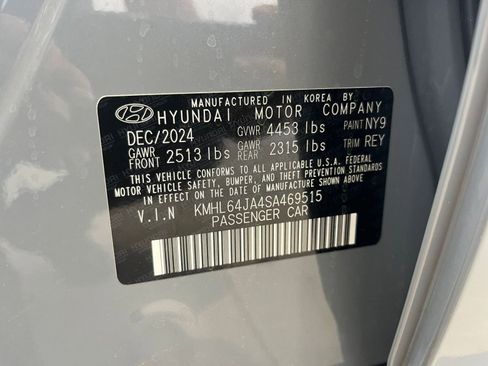 MANUFACTURED IN KOREA BY
HYUNDAI MOTOR COMPANY
DEC/2024 GVWR 4453 lbs PAINT NY9
GAWR FRONT 2513 lbs GAWR REAR 2315 lbs TRIM REY
THIS VEHICLE CONFORMS TO ALL APPLICABLE U.S.A. FEDERAL
MOTOR VEHICLE SAFETY, BUMPER, AND THEFT PREVENTION STANDARDS
IN EFFECT ON THE DATE OF MANUFACTURE SHOWN ABOVE.
V.I.N KMHL64JA4SA469515
PASSENGER CAR